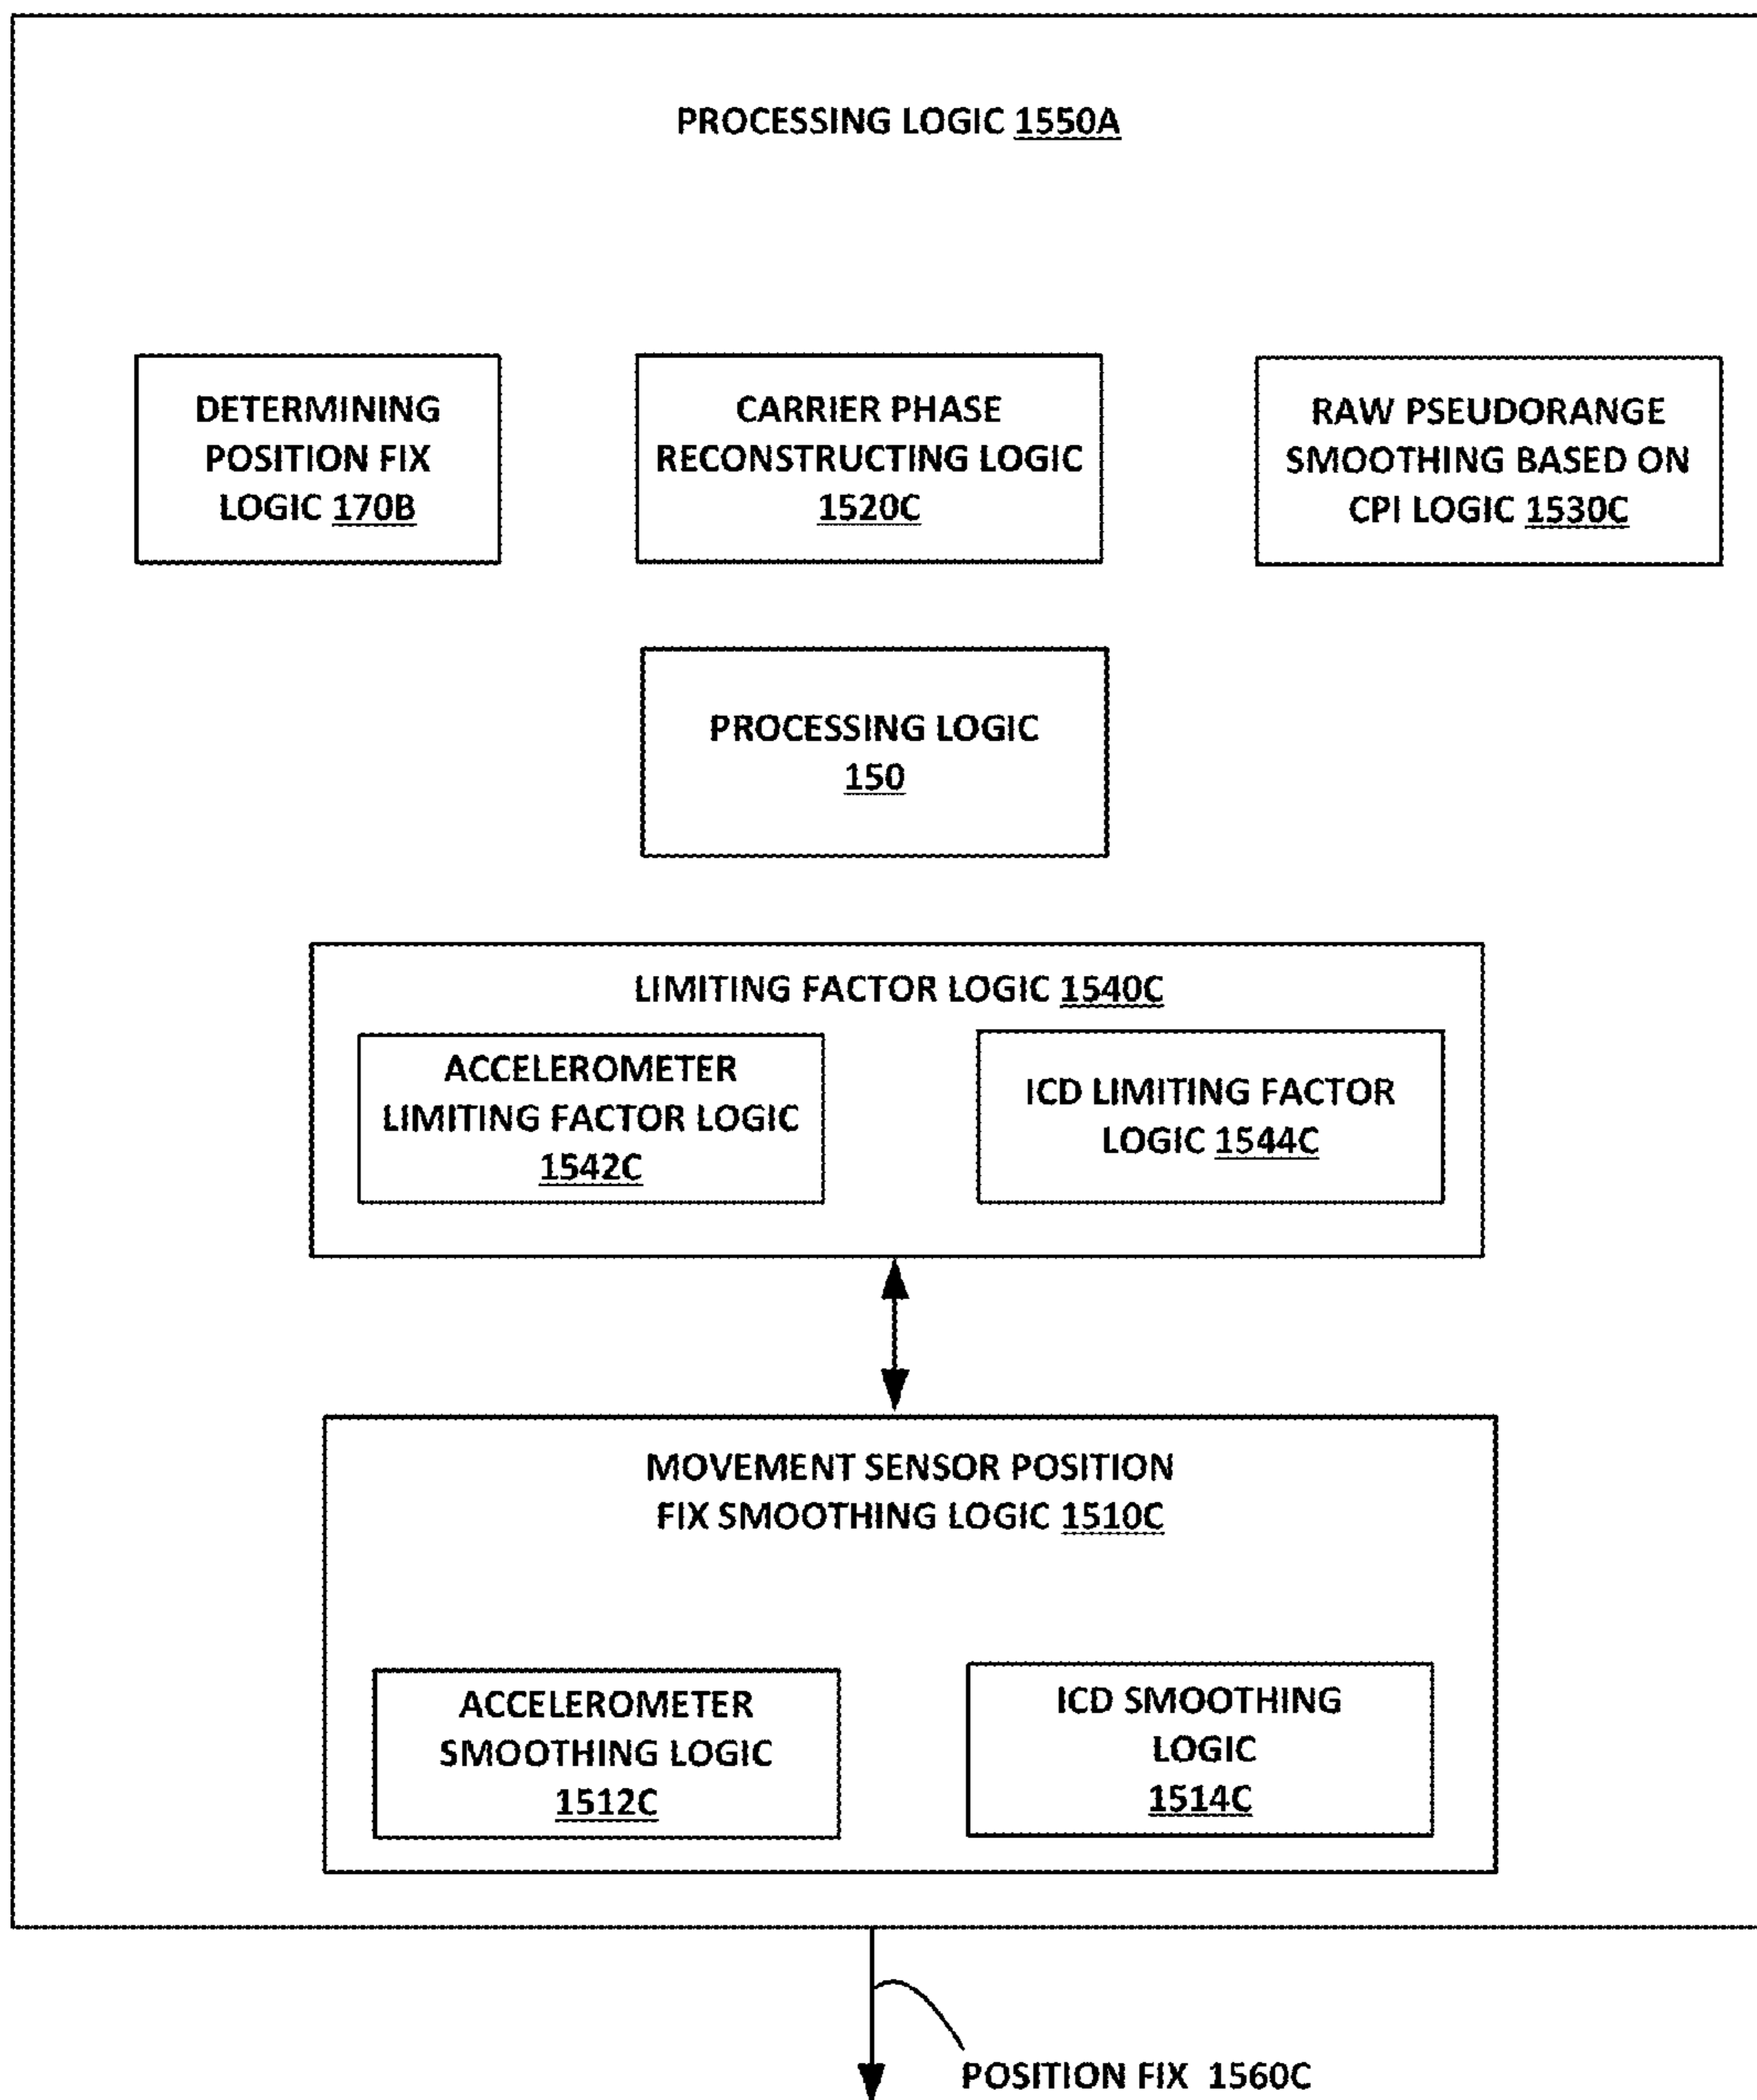 PROCESSING LOGIC 1550A
DETERMINING
POSITION FIX
LOGIC 170B
CARRIER PHASE
RECONSTRUCTING LOGIC
1520C
RAW PSEUDORANGE
SMOOTHING BASED ON
CPI LOGIC 1530C
PROCESSING LOGIC
150
LIMITING FACTOR LOGIC 1540C
ACCELEROMETER
LIMITING FACTOR LOGIC
1542C
ICD LIMITING FACTOR
LOGIC 1544C
MOVEMENT SENSOR POSITION
FIX SMOOTHING LOGIC 1510C
ACCELEROMETER
SMOOTHING LOGIC
1512C
ICD SMOOTHING
LOGIC
1514C
POSITION FIX 1560C